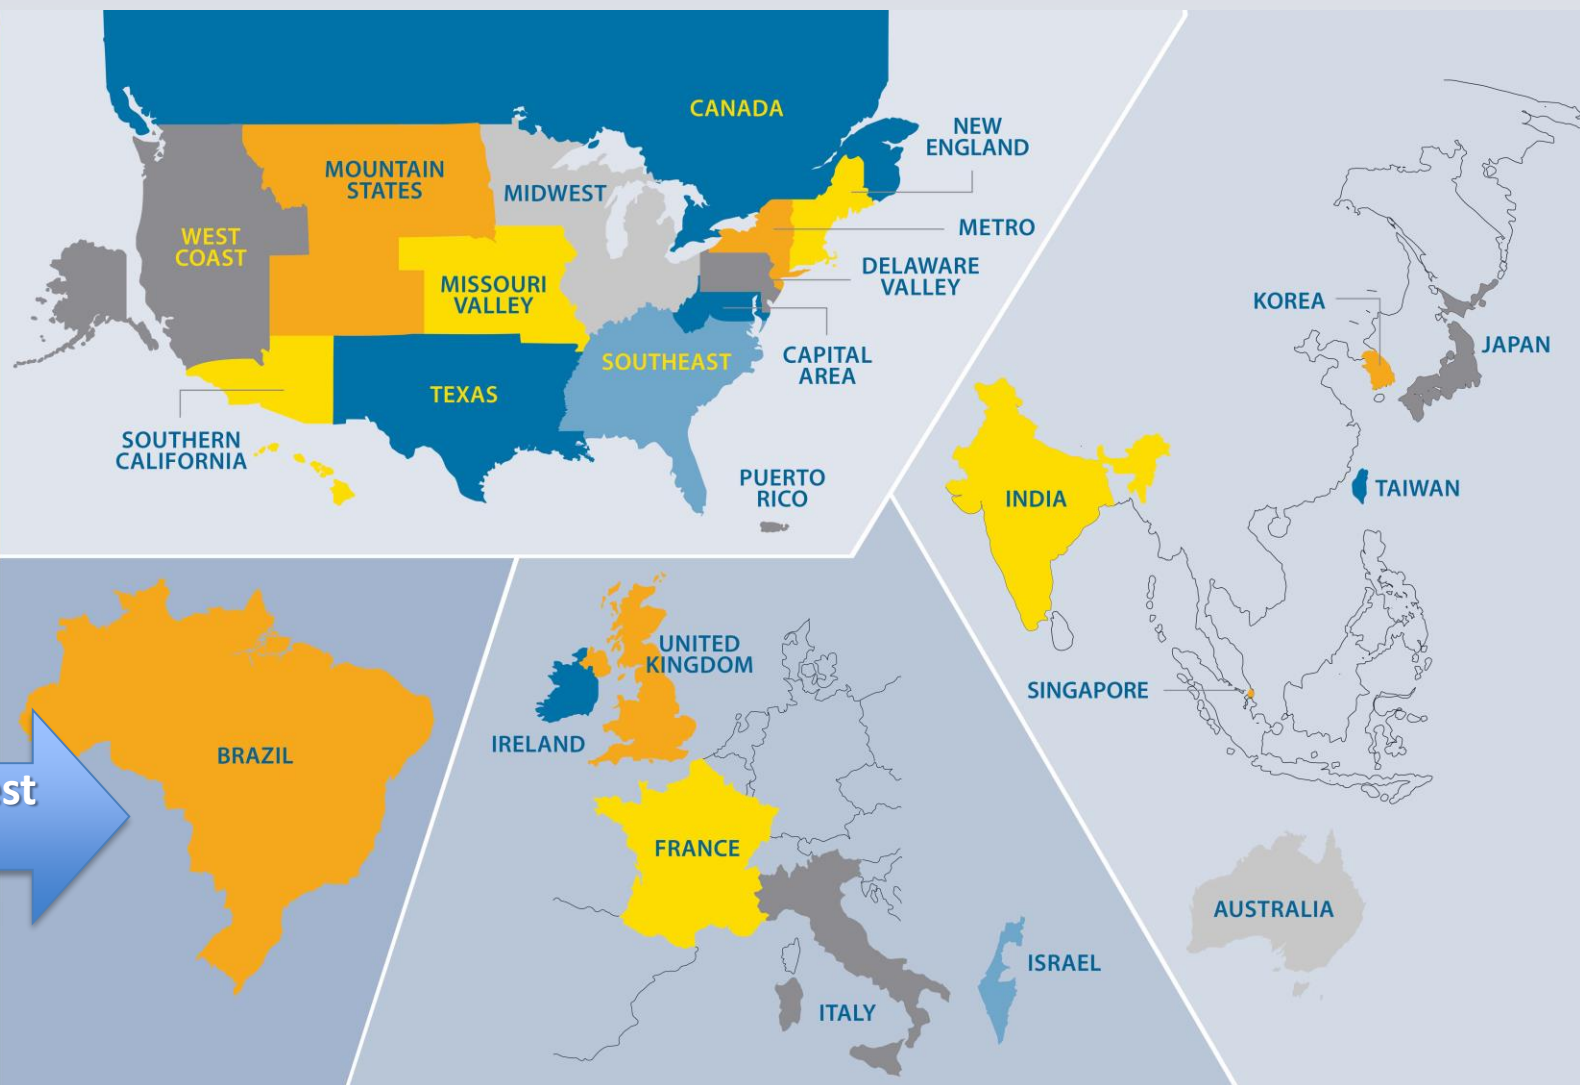 CANADA
NEW
ENGLAND
MOUNTAIN
STATES
MIDWEST
METRO
WEST
COAST
MISSOURI
VALLEY
DELAWARE
VALLEY
SOUTHEAST
CAPITAL
AREA
TEXAS
SOUTHERN
CALIFORNIA
PUERTO
RICO
KOREA
JAPAN
INDIA
TAIWAN
SINGAPORE
AUSTRALIA
BRAZIL
UNITED
KINGDOM
IRELAND
FRANCE
ITALY
ISRAEL